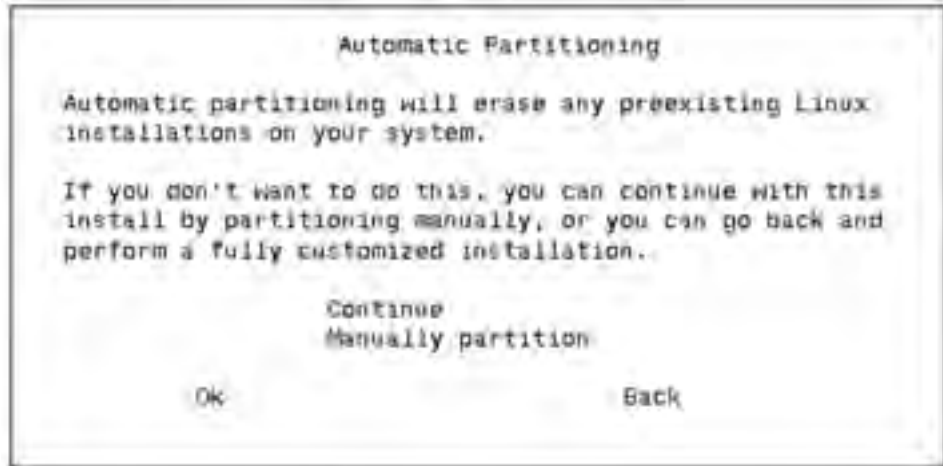 Automatic Partitioning
Automatic partitioning will erase any preexisting Linux
installations on your system.
If you don't want to do this, you can continue with this
install by partitioning manually, or you can go back and
perform a fully customized installation.
Continue
Manually partition
Ok Back